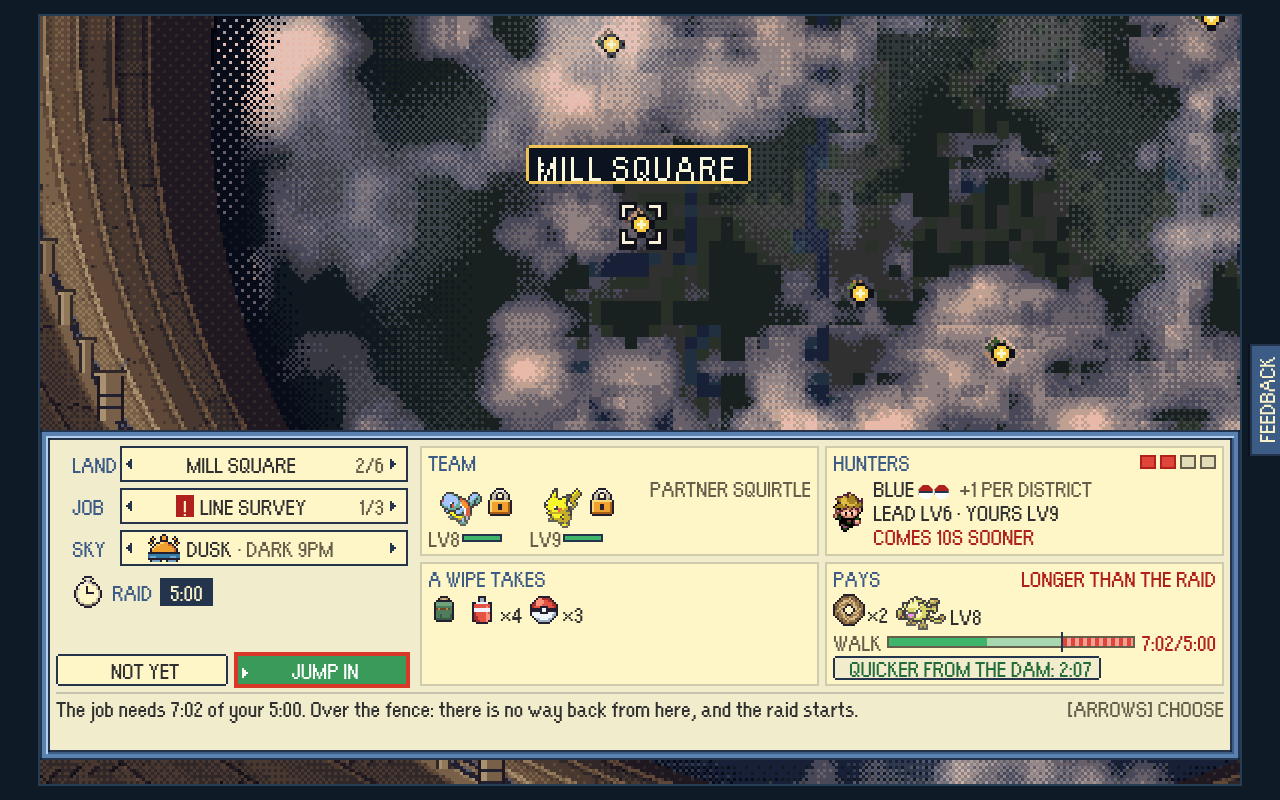 MILL SQUARE
FEEDBACK
LAND MILL SQUARE 2/6
JOB ! LINE SURVEY 1/3
SKY DUSK · DARK 9PM
RAID 5:00
NOT YET JUMP IN
TEAM
PARTNER SQUIRTLE
LV8 LV9
A WIPE TAKES
×4 ×3
HUNTERS
BLUE +1 PER DISTRICT
LEAD LV6 · YOURS LV9
COMES 10S SOONER
PAYS LONGER THAN THE RAID
×2 LV8
WALK 7:02/5:00
QUICKER FROM THE DAM: 2:07
The job needs 7:02 of your 5:00. Over the fence: there is no way back from here, and the raid starts.
[ARROWS] CHOOSE